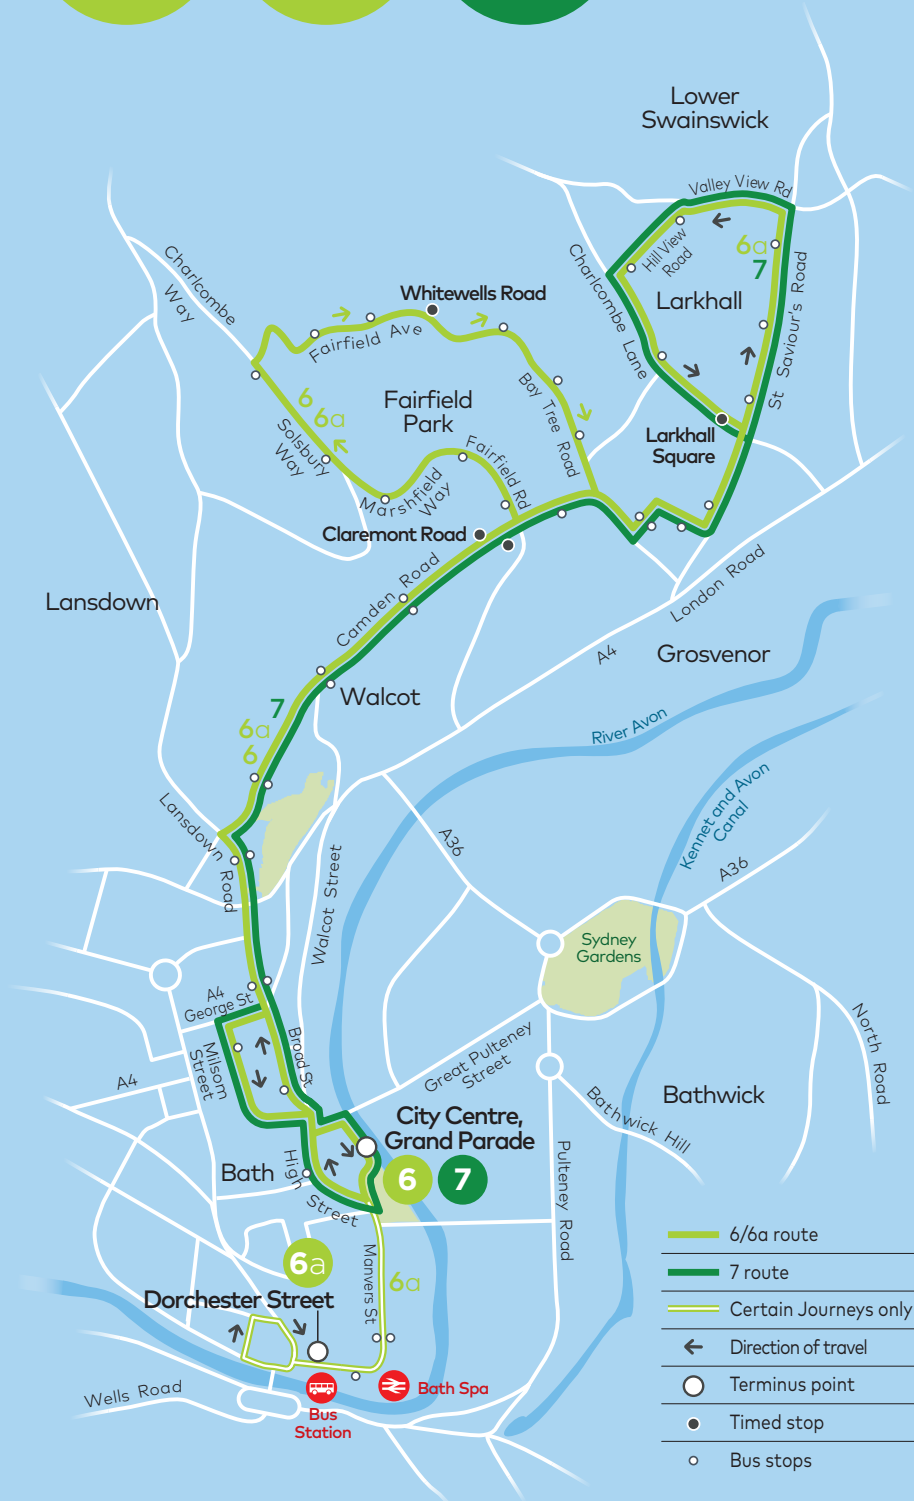 Lower
Swainswick
Valley View Rd
6a
7
Hill View
Road
Larkhall
Charlcombe Lane
St Saviour's Road
Larkhall
Square
Charlcombe
Way
Whitewells Road
Fairfield Ave
6
6a
Fairfield
Park
Bay Tree Road
Solsbury
Way
Marshfield
Way
Fairfield Rd
Claremont Road
Camden Road
Lansdown
London Road
A4
Grosvenor
Walcot
River Avon
7
6a
6
Kennet and Avon
Canal
Lansdown Road
A36
A36
Walcot Street
Sydney
Gardens
A4
George St
Milsom
Street
Broad St
A4
Great Pulteney
Street
North Road
Bathwick
Bathwick Hill
City Centre,
Grand Parade
6
7
Bath
High Street
Pulteney Road
6a
Manvers St
6a
Dorchester Street
Wells Road
Bus
Station
Bath Spa
6/6a route
7 route
Certain Journeys only
Direction of travel
Terminus point
Timed stop
Bus stops